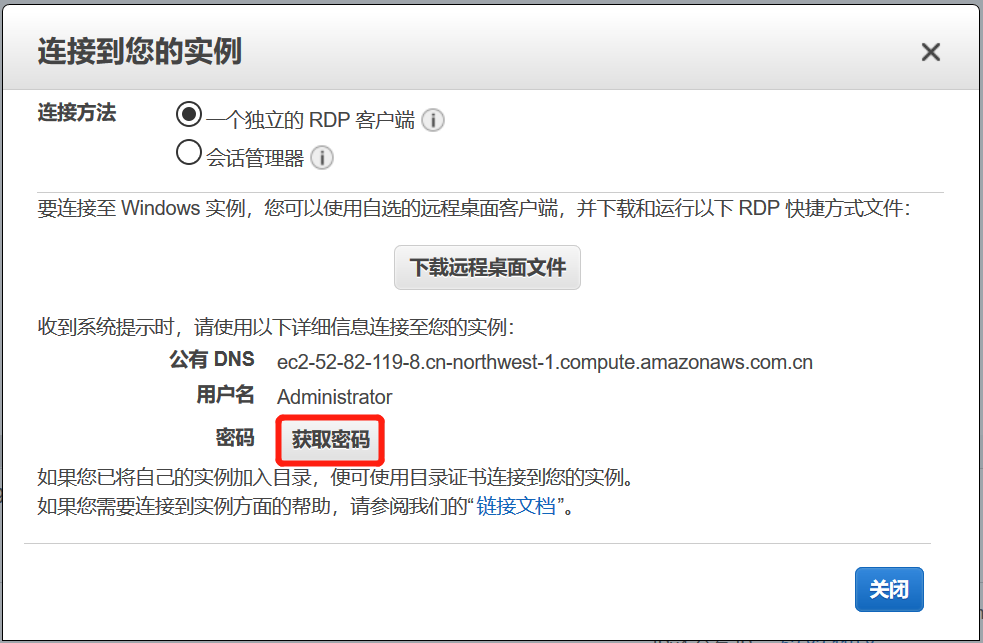 连接到您的实例
连接方法
一个独立的 RDP 客户端
会话管理器
要连接至 Windows 实例，您可以使用自选的远程桌面客户端，并下载和运行以下 RDP 快捷方式文件：
下载远程桌面文件
收到系统提示时，请使用以下详细信息连接至您的实例：
公有 DNS ec2-52-82-119-8.cn-northwest-1.compute.amazonaws.com.cn
用户名 Administrator
密码 获取密码
如果您已将自己的实例加入目录，便可使用目录证书连接到您的实例。
如果您需要连接到实例方面的帮助，请参阅我们的“链接文档”。
关闭